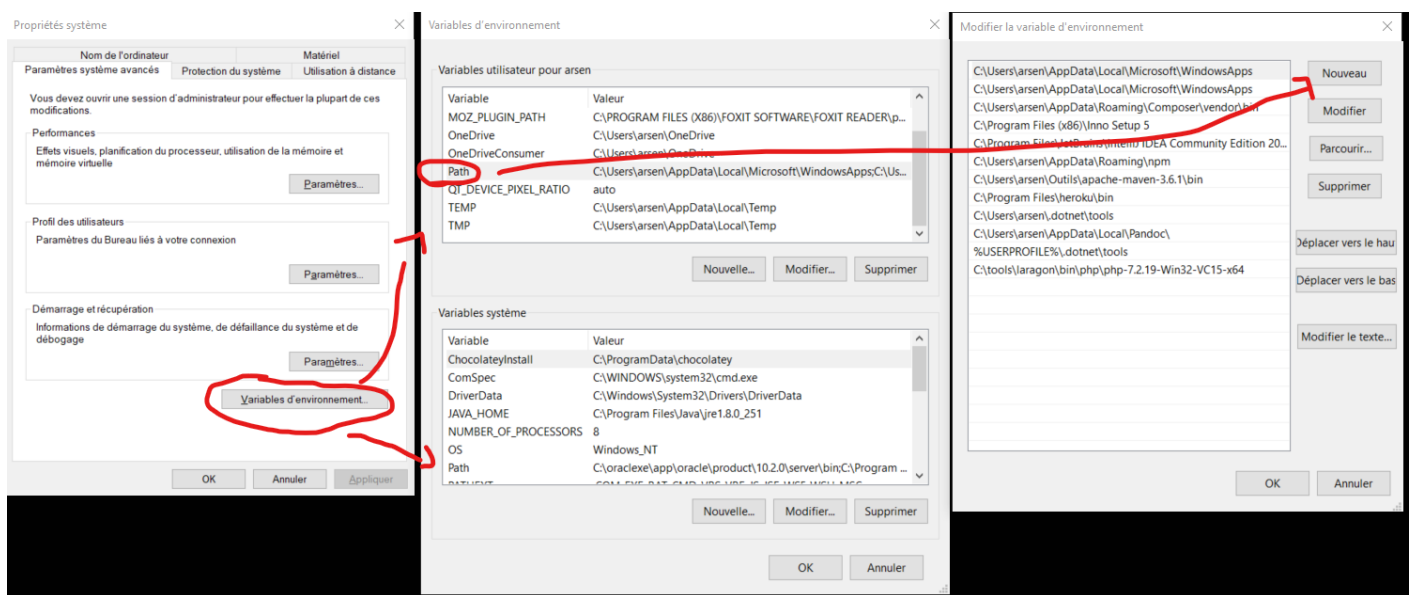 Propriétés système
Nom de l'ordinateur
Matériel
Paramètres système avancés
Protection du système
Utilisation à distance
Vous devez ouvrir une session d'administrateur pour effectuer la plupart de ces
modifications.
Performances
Effets visuels, planification du processeur, utilisation de la mémoire et
mémoire virtuelle
Paramètres...
Profil des utilisateurs
Paramètres du Bureau liés à votre connexion
Paramètres...
Démarrage et récupération
Informations de démarrage du système, de défaillance du système et de
débogage
Paramètres...
Variables d'environnement...
OK
Annuler
Appliquer
Variables d'environnement
Variables utilisateur pour arsen
Variable Valeur
MOZ_PLUGIN_PATH C:\PROGRAM FILES (X86)\FOXIT SOFTWARE\FOXIT READER\p...
OneDrive C:\Users\arsen\OneDrive
OneDriveConsumer C:\Users\arsen\OneDrive
Path C:\Users\arsen\AppData\Local\Microsoft\WindowsApps;C:\Us...
QT_DEVICE_PIXEL_RATIO auto
TEMP C:\Users\arsen\AppData\Local\Temp
TMP C:\Users\arsen\AppData\Local\Temp
Nouvelle...
Modifier...
Supprimer
Variables système
Variable Valeur
ChocolateyInstall C:\ProgramData\chocolatey
ComSpec C:\WINDOWS\system32\cmd.exe
DriverData C:\Windows\System32\Drivers\DriverData
JAVA_HOME C:\Program Files\Java\jre1.8.0_251
NUMBER_OF_PROCESSORS 8
OS Windows_NT
Path C:\oraclexe\app\oracle\product\10.2.0\server\bin;C:\Program ...
Nouvelle...
Modifier...
Supprimer
OK
Annuler
Modifier la variable d'environnement
C:\Users\arsen\AppData\Local\Microsoft\WindowsApps
C:\Users\arsen\AppData\Local\Microsoft\WindowsApps
C:\Users\arsen\AppData\Roaming\Composer\vendor\bin
C:\Program Files (x86)\Inno Setup 5
C:\Program Files\JetBrains\IntelliJ IDEA Community Edition 20...
C:\Users\arsen\AppData\Roaming\npm
C:\Users\arsen\Outils\apache-maven-3.6.1\bin
C:\Program Files\heroku\bin
C:\Users\arsen\.dotnet\tools
C:\Users\arsen\AppData\Local\Pandoc\
%USERPROFILE%\.dotnet\tools
C:\tools\laragon\bin\php\php-7.2.19-Win32-VC15-x64
Nouveau
Modifier
Parcourir...
Supprimer
Déplacer vers le hau
Déplacer vers le bas
Modifier le texte...
OK
Annuler